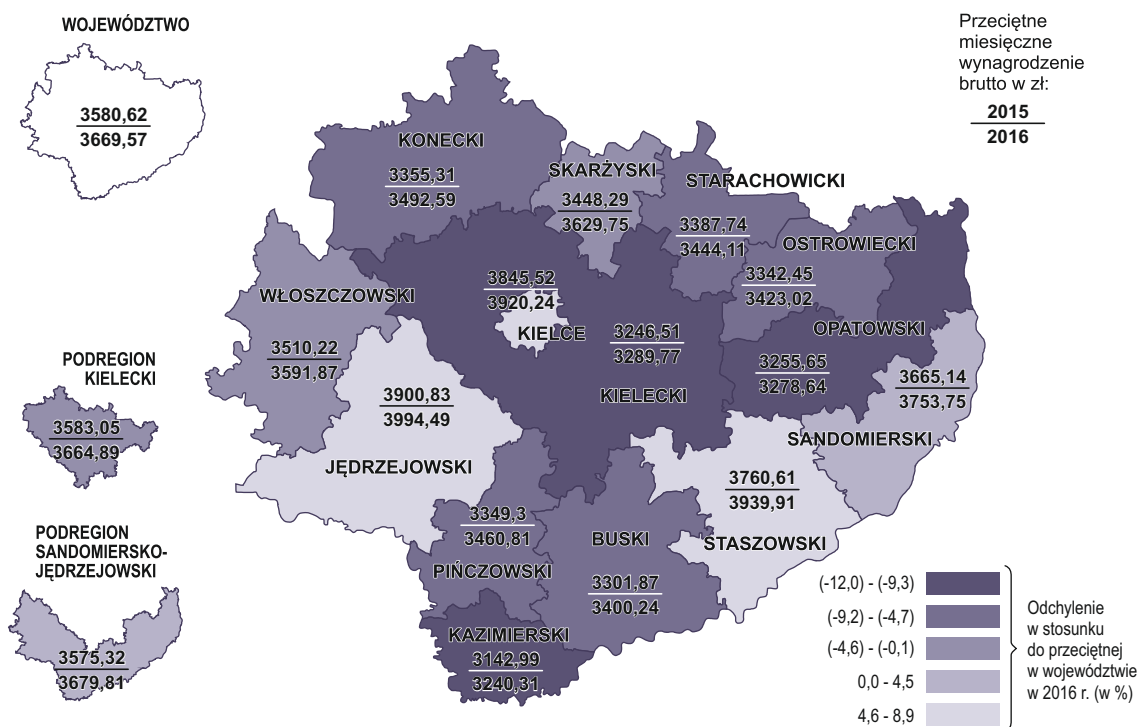 WOJEWÓDZTWO
3580,62
3669,57
Przeciętne
miesięczne
wynagrodzenie
brutto w zł:
2015
2016
KONECKI
3355,31
3492,59
SKARŻYSKI
3448,29
3629,75
STARACHOWICKI
3387,74
3444,11
OSTROWIECKI
3342,45
3423,02
WŁOSZCZOWSKI
3510,22
3591,87
3845,52
3920,24
KIELCE
3246,51
3289,77
KIELECKI
OPATOWSKI
3255,65
3278,64
3665,14
3753,75
SANDOMIERSKI
PODREGION
KIELECKI
3583,05
3664,89
3900,83
3994,49
JĘDRZEJOWSKI
3760,61
3939,91
STASZOWSKI
3349,3
3460,81
PIŃCZOWSKI
BUSKI
3301,87
3400,24
KAZIMIERSKI
3142,99
3240,31
PODREGION
SANDOMIERSKO-
JĘDRZEJOWSKI
3575,32
3679,81
(-12,0) - (-9,3)
(-9,2) - (-4,7)
(-4,6) - (-0,1)
0,0 - 4,5
4,6 - 8,9
Odchylenie
w stosunku
do przeciętnej
w województwie
w 2016 r. (w %)